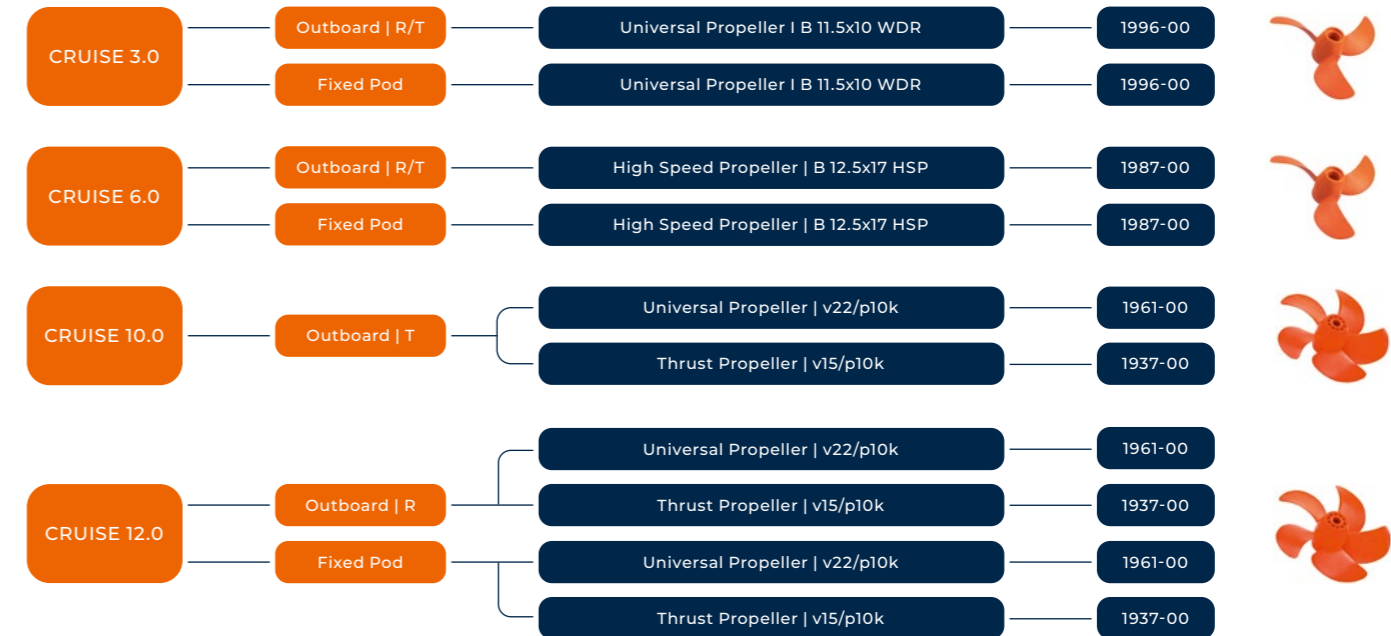 CRUISE 3.0
Outboard | R/T
Universal Propeller I B 11.5x10 WDR
1996-00
Fixed Pod
Universal Propeller I B 11.5x10 WDR
1996-00
CRUISE 6.0
Outboard | R/T
High Speed Propeller | B 12.5x17 HSP
1987-00
Fixed Pod
High Speed Propeller | B 12.5x17 HSP
1987-00
CRUISE 10.0
Outboard | T
Universal Propeller | v22/p10k
1961-00
Thrust Propeller | v15/p10k
1937-00
CRUISE 12.0
Outboard | R
Universal Propeller | v22/p10k
1961-00
Thrust Propeller | v15/p10k
1937-00
Fixed Pod
Universal Propeller | v22/p10k
1961-00
Thrust Propeller | v15/p10k
1937-00